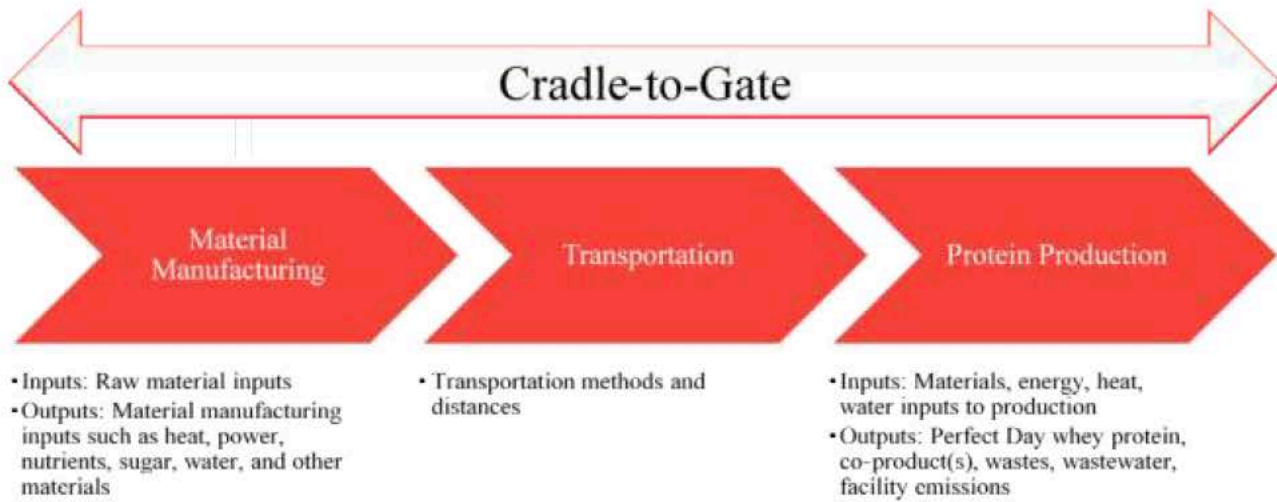 Cradle-to-Gate
Material
Manufacturing
Transportation
Protein Production
• Inputs: Raw material inputs
• Outputs: Material manufacturing
inputs such as heat, power,
nutrients, sugar, water, and other
materials
• Transportation methods and
distances
• Inputs: Materials, energy, heat,
water inputs to production
• Outputs: Perfect Day whey protein,
co-product(s), wastes, wastewater,
facility emissions